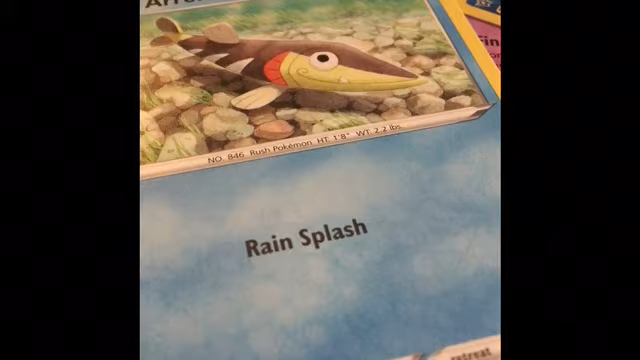 NO. 846 Rush Pokémon HT: 1'8" WT: 2.2 lbs.
Rain Splash
retreat